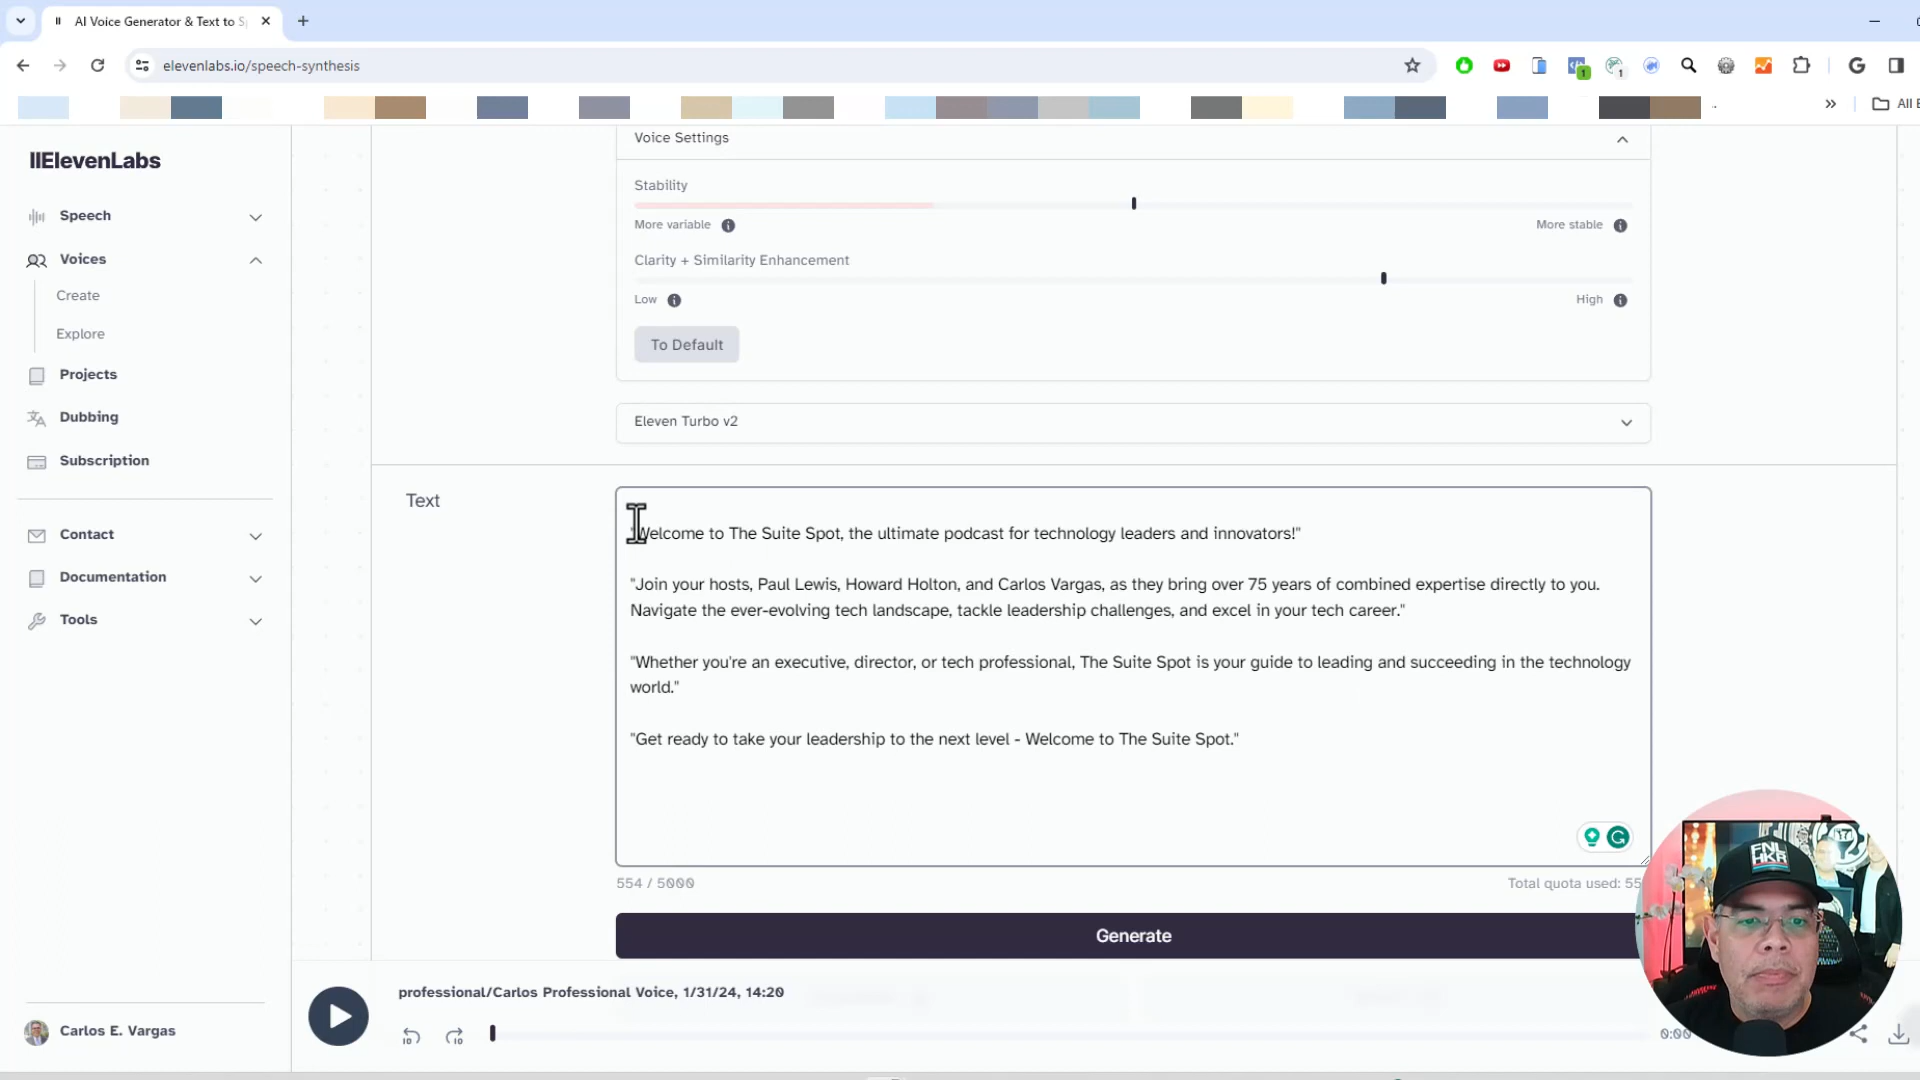 AI Voice Generator & Text to S
elevenlabs.io/speech-synthesis
1
1
All
IIElevenLabs
Speech
Voices
Create
Explore
Projects
Dubbing
Subscription
Contact
Documentation
Tools
Carlos E. Vargas
Voice Settings
Stability
More variable
More stable
Clarity + Similarity Enhancement
Low
High
To Default
Eleven Turbo v2
Text
"Welcome to The Suite Spot, the ultimate podcast for technology leaders and innovators!"
"Join your hosts, Paul Lewis, Howard Holton, and Carlos Vargas, as they bring over 75 years of combined expertise directly to you.
Navigate the ever-evolving tech landscape, tackle leadership challenges, and excel in your tech career."
"Whether you're an executive, director, or tech professional, The Suite Spot is your guide to leading and succeeding in the technology
world."
"Get ready to take your leadership to the next level - Welcome to The Suite Spot."
554 / 5000
Total quota used: 55
Generate
professional/Carlos Professional Voice, 1/31/24, 14:20
10
10
0:00
FNL
HKR